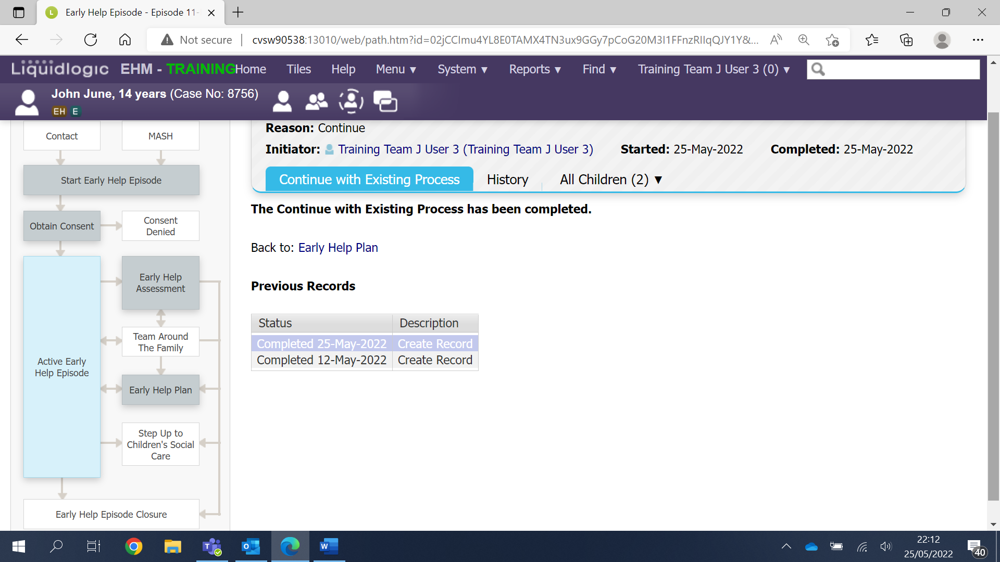 Early Help Episode - Episode 11-
Not secure
cvsw90538:13010/web/path.htm?id=02jCCImu4YL8E0TAMX4TN3ux9GGy7pCoG20M3I1FFnzRIIqQJY1Y&...
Liquidlogic EHM - TRAINING Home Tiles Help Menu ▼ System ▼ Reports ▼ Find ▼ Training Team J User 3 (0) ▼
John June, 14 years (Case No: 8756)
EH E
Contact
MASH
Start Early Help Episode
Obtain Consent
Consent
Denied
Active Early
Help Episode
Early Help
Assessment
Team Around
The Family
Early Help Plan
Step Up to
Children's Social
Care
Early Help Episode Closure
Reason: Continue
Initiator: Training Team J User 3 (Training Team J User 3) Started: 25-May-2022 Completed: 25-May-2022
Continue with Existing Process History All Children (2) ▼
The Continue with Existing Process has been completed.
Back to: Early Help Plan
Previous Records
Status Description
Completed 25-May-2022 Create Record
Completed 12-May-2022 Create Record
22:12
25/05/2022
40